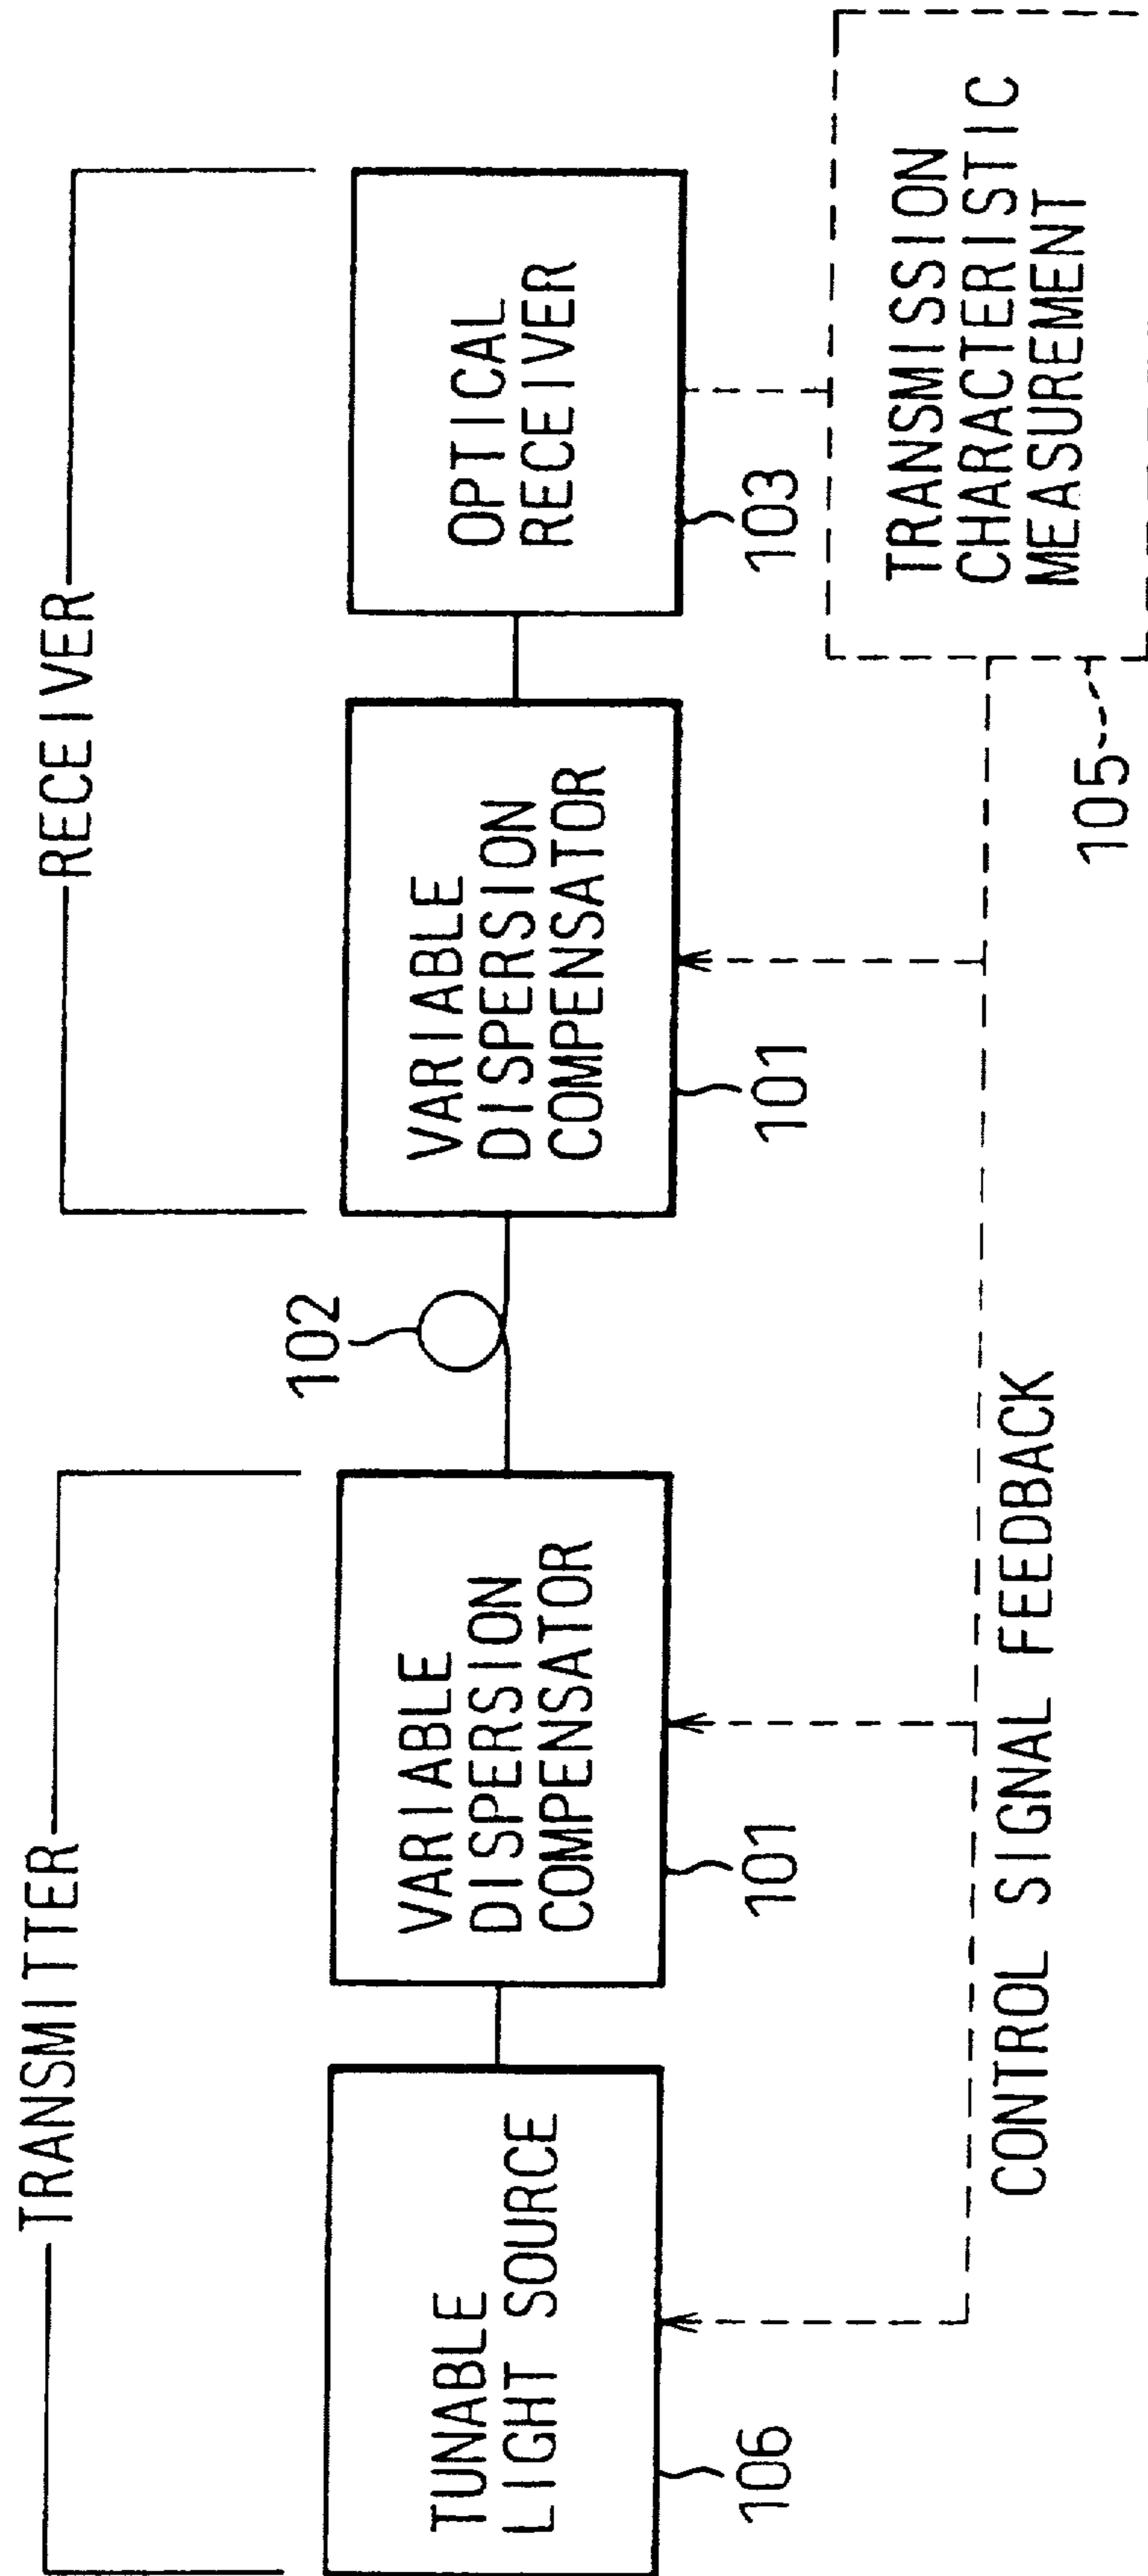 TRANSMITTER
RECEIVER
TUNABLE
LIGHT SOURCE
106
VARIABLE
DISPERSION
COMPENSATOR
101
102
VARIABLE
DISPERSION
COMPENSATOR
101
OPTICAL
RECEIVER
103
TRANSMISSION
CHARACTERISTIC
MEASUREMENT
105
CONTROL SIGNAL FEEDBACK